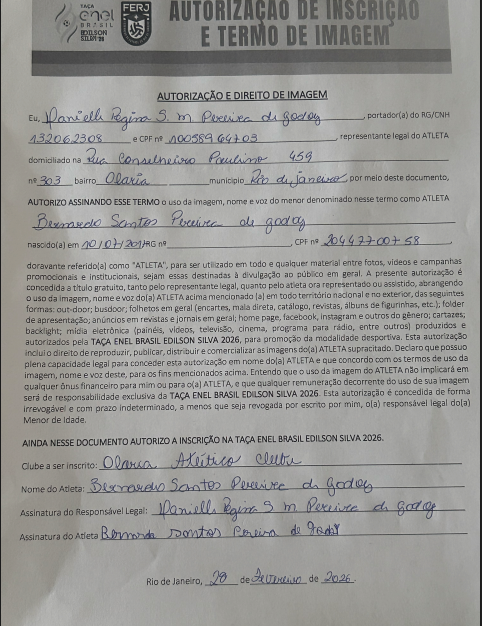 TAÇA
enel
BRASIL
EDILSON
SILVA'26
FERJ
AUTORIZAÇÃO DE INSCRIÇÃO
E TERMO DE IMAGEM
AUTORIZAÇÃO E DIREITO DE IMAGEM
Eu, Danielli Regina S. M Pereira de Godoy, portador(a) do RG/CNH
132062308 e CPF nº 10058964703, representante legal do ATLETA
domiciliado na Rua Conselheiro Paulino 459
nº 303 bairro Olaria município Rio de janeiro, por meio deste documento,
AUTORIZO ASSINANDO ESSE TERMO o uso da imagem, nome e voz do menor denominado nesse termo como ATLETA
Bernardo Santos Pereira de godoy
nascido(a) em 10/07/201 RG nº , CPF nº 20447700758,
doravante referido(a) como "ATLETA", para ser utilizado em todo e qualquer material entre fotos, vídeos e campanhas
promocionais e institucionais, sejam essas destinadas à divulgação ao público em geral. A presente autorização é
concedida a título gratuito, tanto pelo representante legal, quanto pelo atleta ora representado ou assistido, abrangendo
o uso da imagem, nome e voz do(a) ATLETA acima mencionado (a) em todo território nacional e no exterior, das seguintes
formas: out-door; busdoor; folhetos em geral (encartes, mala direta, catálogo, revistas, álbuns de figurinhas, etc.); folder
de apresentação; anúncios em revistas e jornais em geral; home page, facebook, instagram e outros do gênero; cartazes;
backlight; mídia eletrônica (painéis, vídeos, televisão, cinema, programa para rádio, entre outros) produzidos e
autorizados pela TAÇA ENEL BRASIL EDILSON SILVA 2026, para promoção da modalidade desportiva. Esta autorização
inclui o direito de reproduzir, publicar, distribuir e comercializar as imagens do(a) ATLETA supracitado. Declaro que possuo
plena capacidade legal para conceder esta autorização em nome do(a) ATLETA e que concordo com os termos de uso da
imagem, nome e voz deste, para os fins mencionados acima. Entendo que o uso da imagem do ATLETA não implicará em
qualquer ônus financeiro para mim ou para o(a) ATLETA, e que qualquer remuneração decorrente do uso de sua imagem
será de responsabilidade exclusiva da TAÇA ENEL BRASIL EDILSON SILVA 2026. Esta autorização é concedida de forma
irrevogável e com prazo indeterminado, a menos que seja revogada por escrito por mim, o(a) responsável legal do(a)
Menor de Idade.
AINDA NESSE DOCUMENTO AUTORIZO A INSCRIÇÃO NA TAÇA ENEL BRASIL EDILSON SILVA 2026.
Clube a ser inscrito: Olaria Atlético Clube
Nome do Atleta: Bernardo Santos Pereira di godoy
Assinatura do Responsável Legal: Danielli Regina S M Pereira di godoy
Assinatura do Atleta Bernardo Santos Pereira de Godoy
Rio de Janeiro, 20 de Fevereiro de 2026.